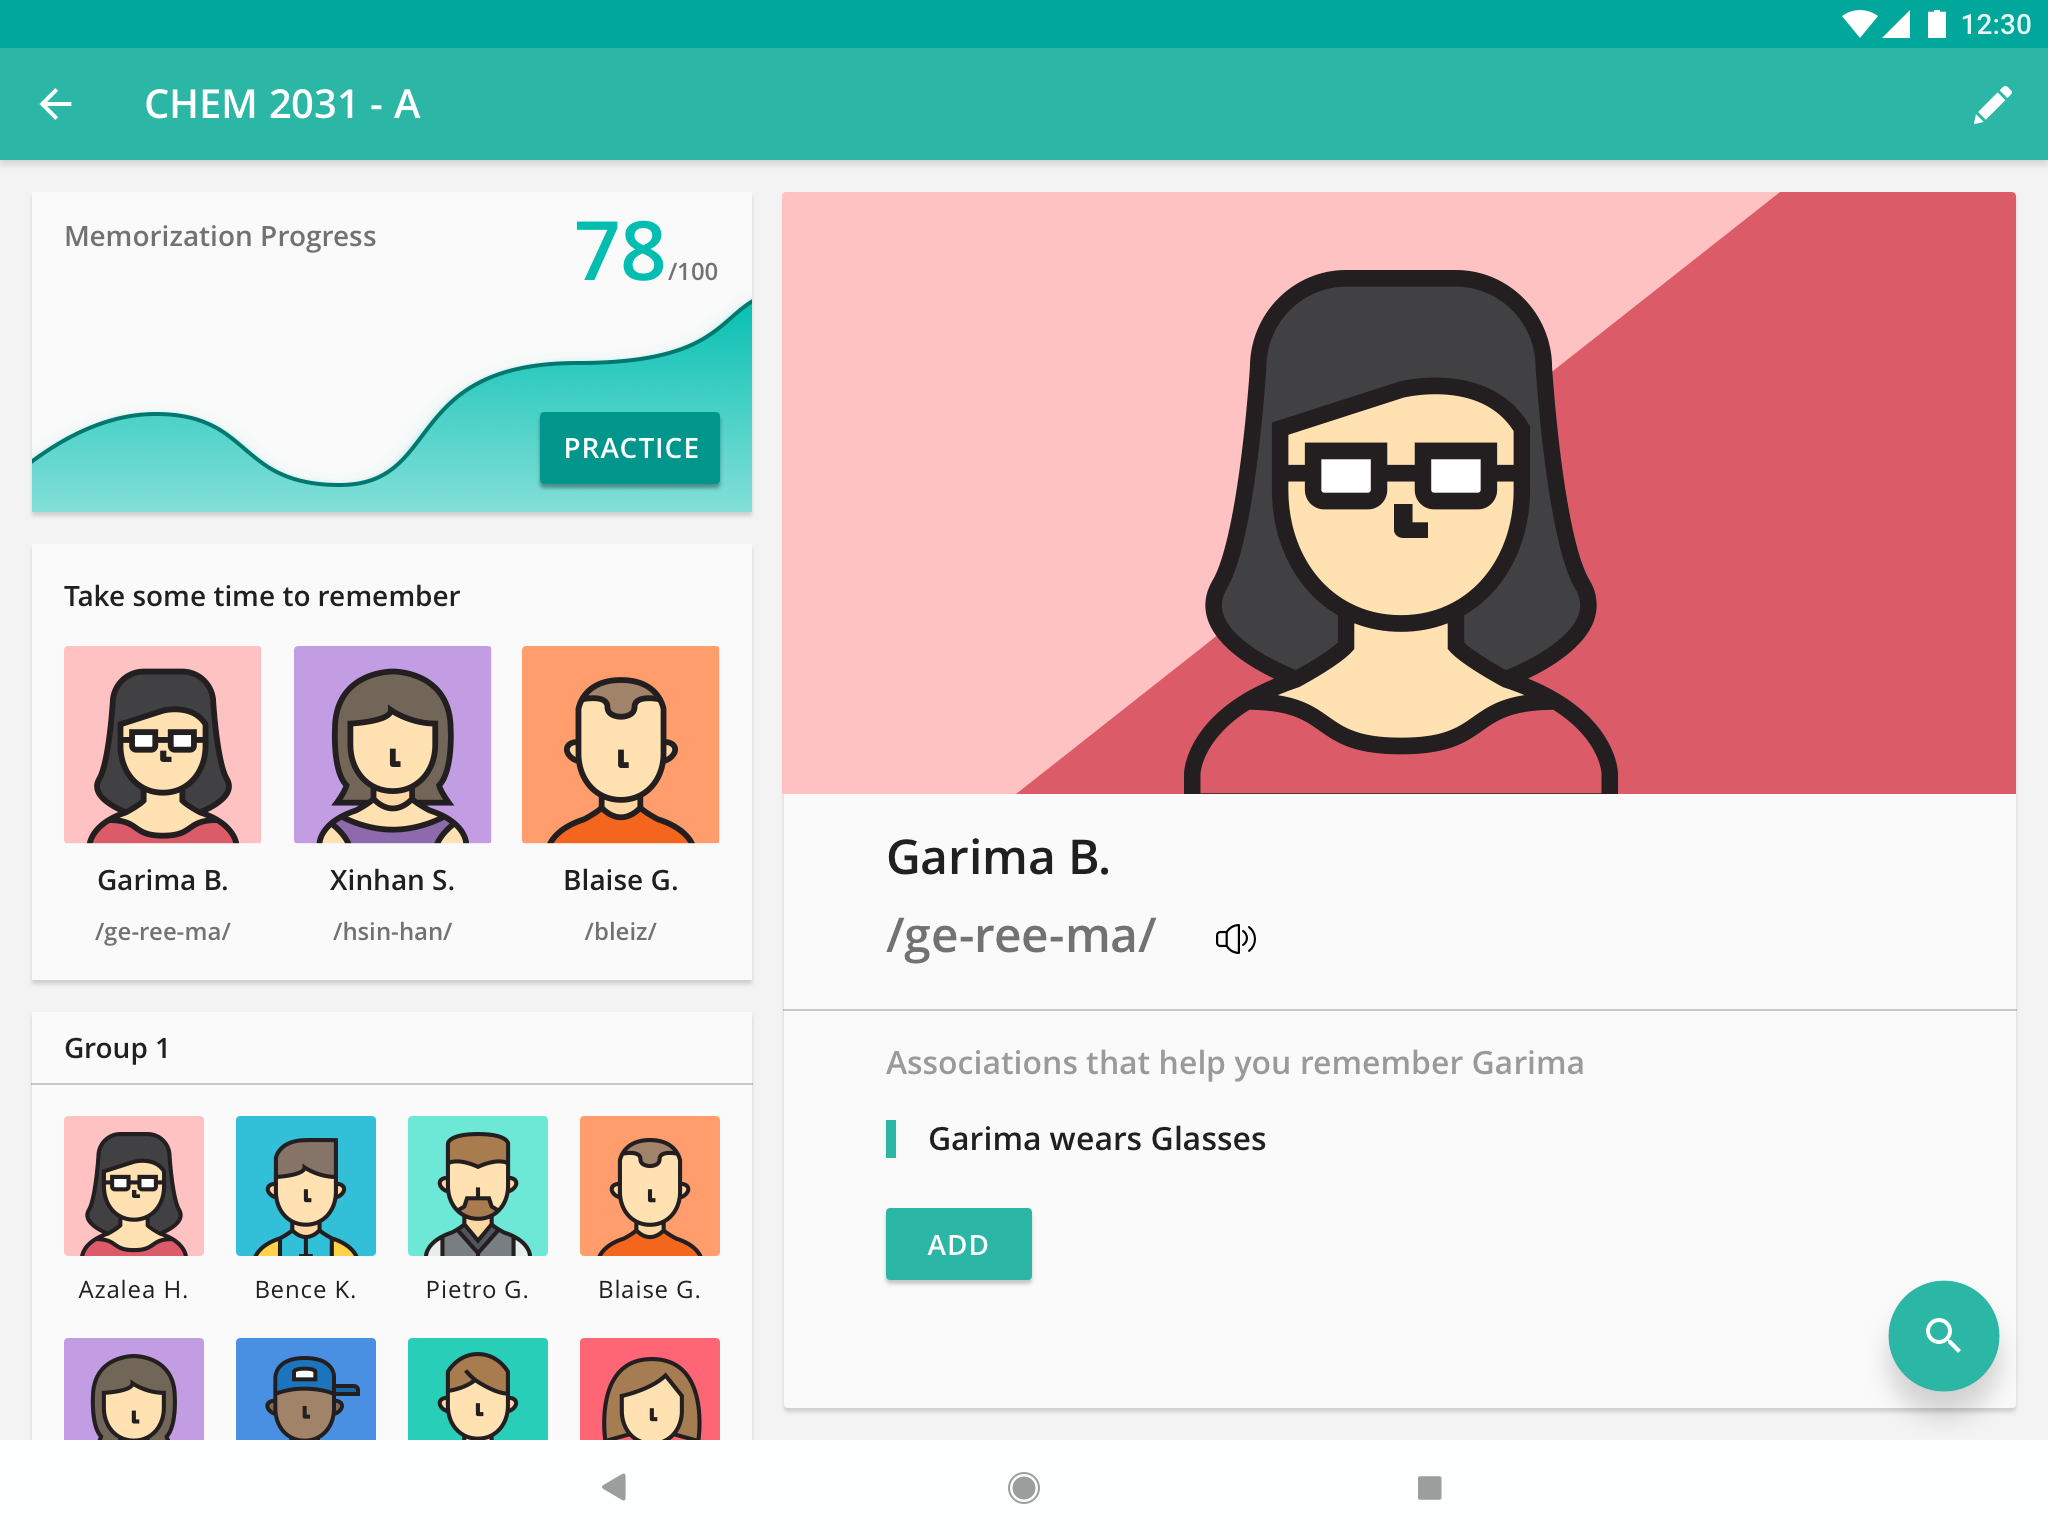 12:30
CHEM 2031 - A
Memorization Progress
78/100
PRACTICE
Take some time to remember
Garima B.
Xinhan S.
Blaise G.
/ge-ree-ma/
/hsin-han/
/bleiz/
Group 1
Azalea H.
Bence K.
Pietro G.
Blaise G.
Garima B.
/ge-ree-ma/
Associations that help you remember Garima
Garima wears Glasses
ADD